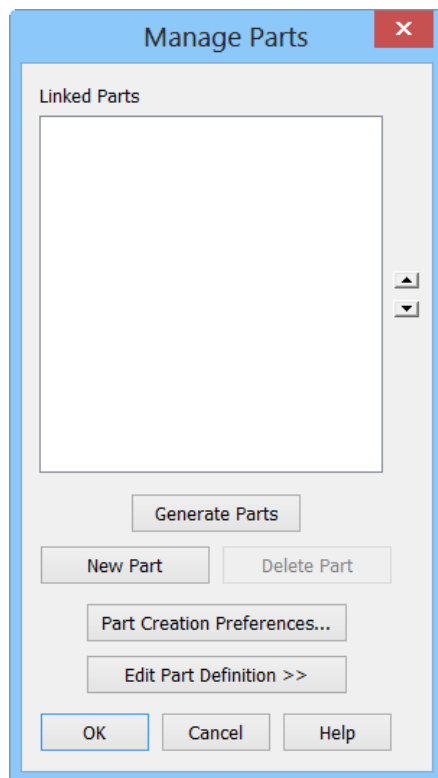 Manage Parts
Linked Parts
Generate Parts
New Part
Delete Part
Part Creation Preferences...
Edit Part Definition >>
OK
Cancel
Help